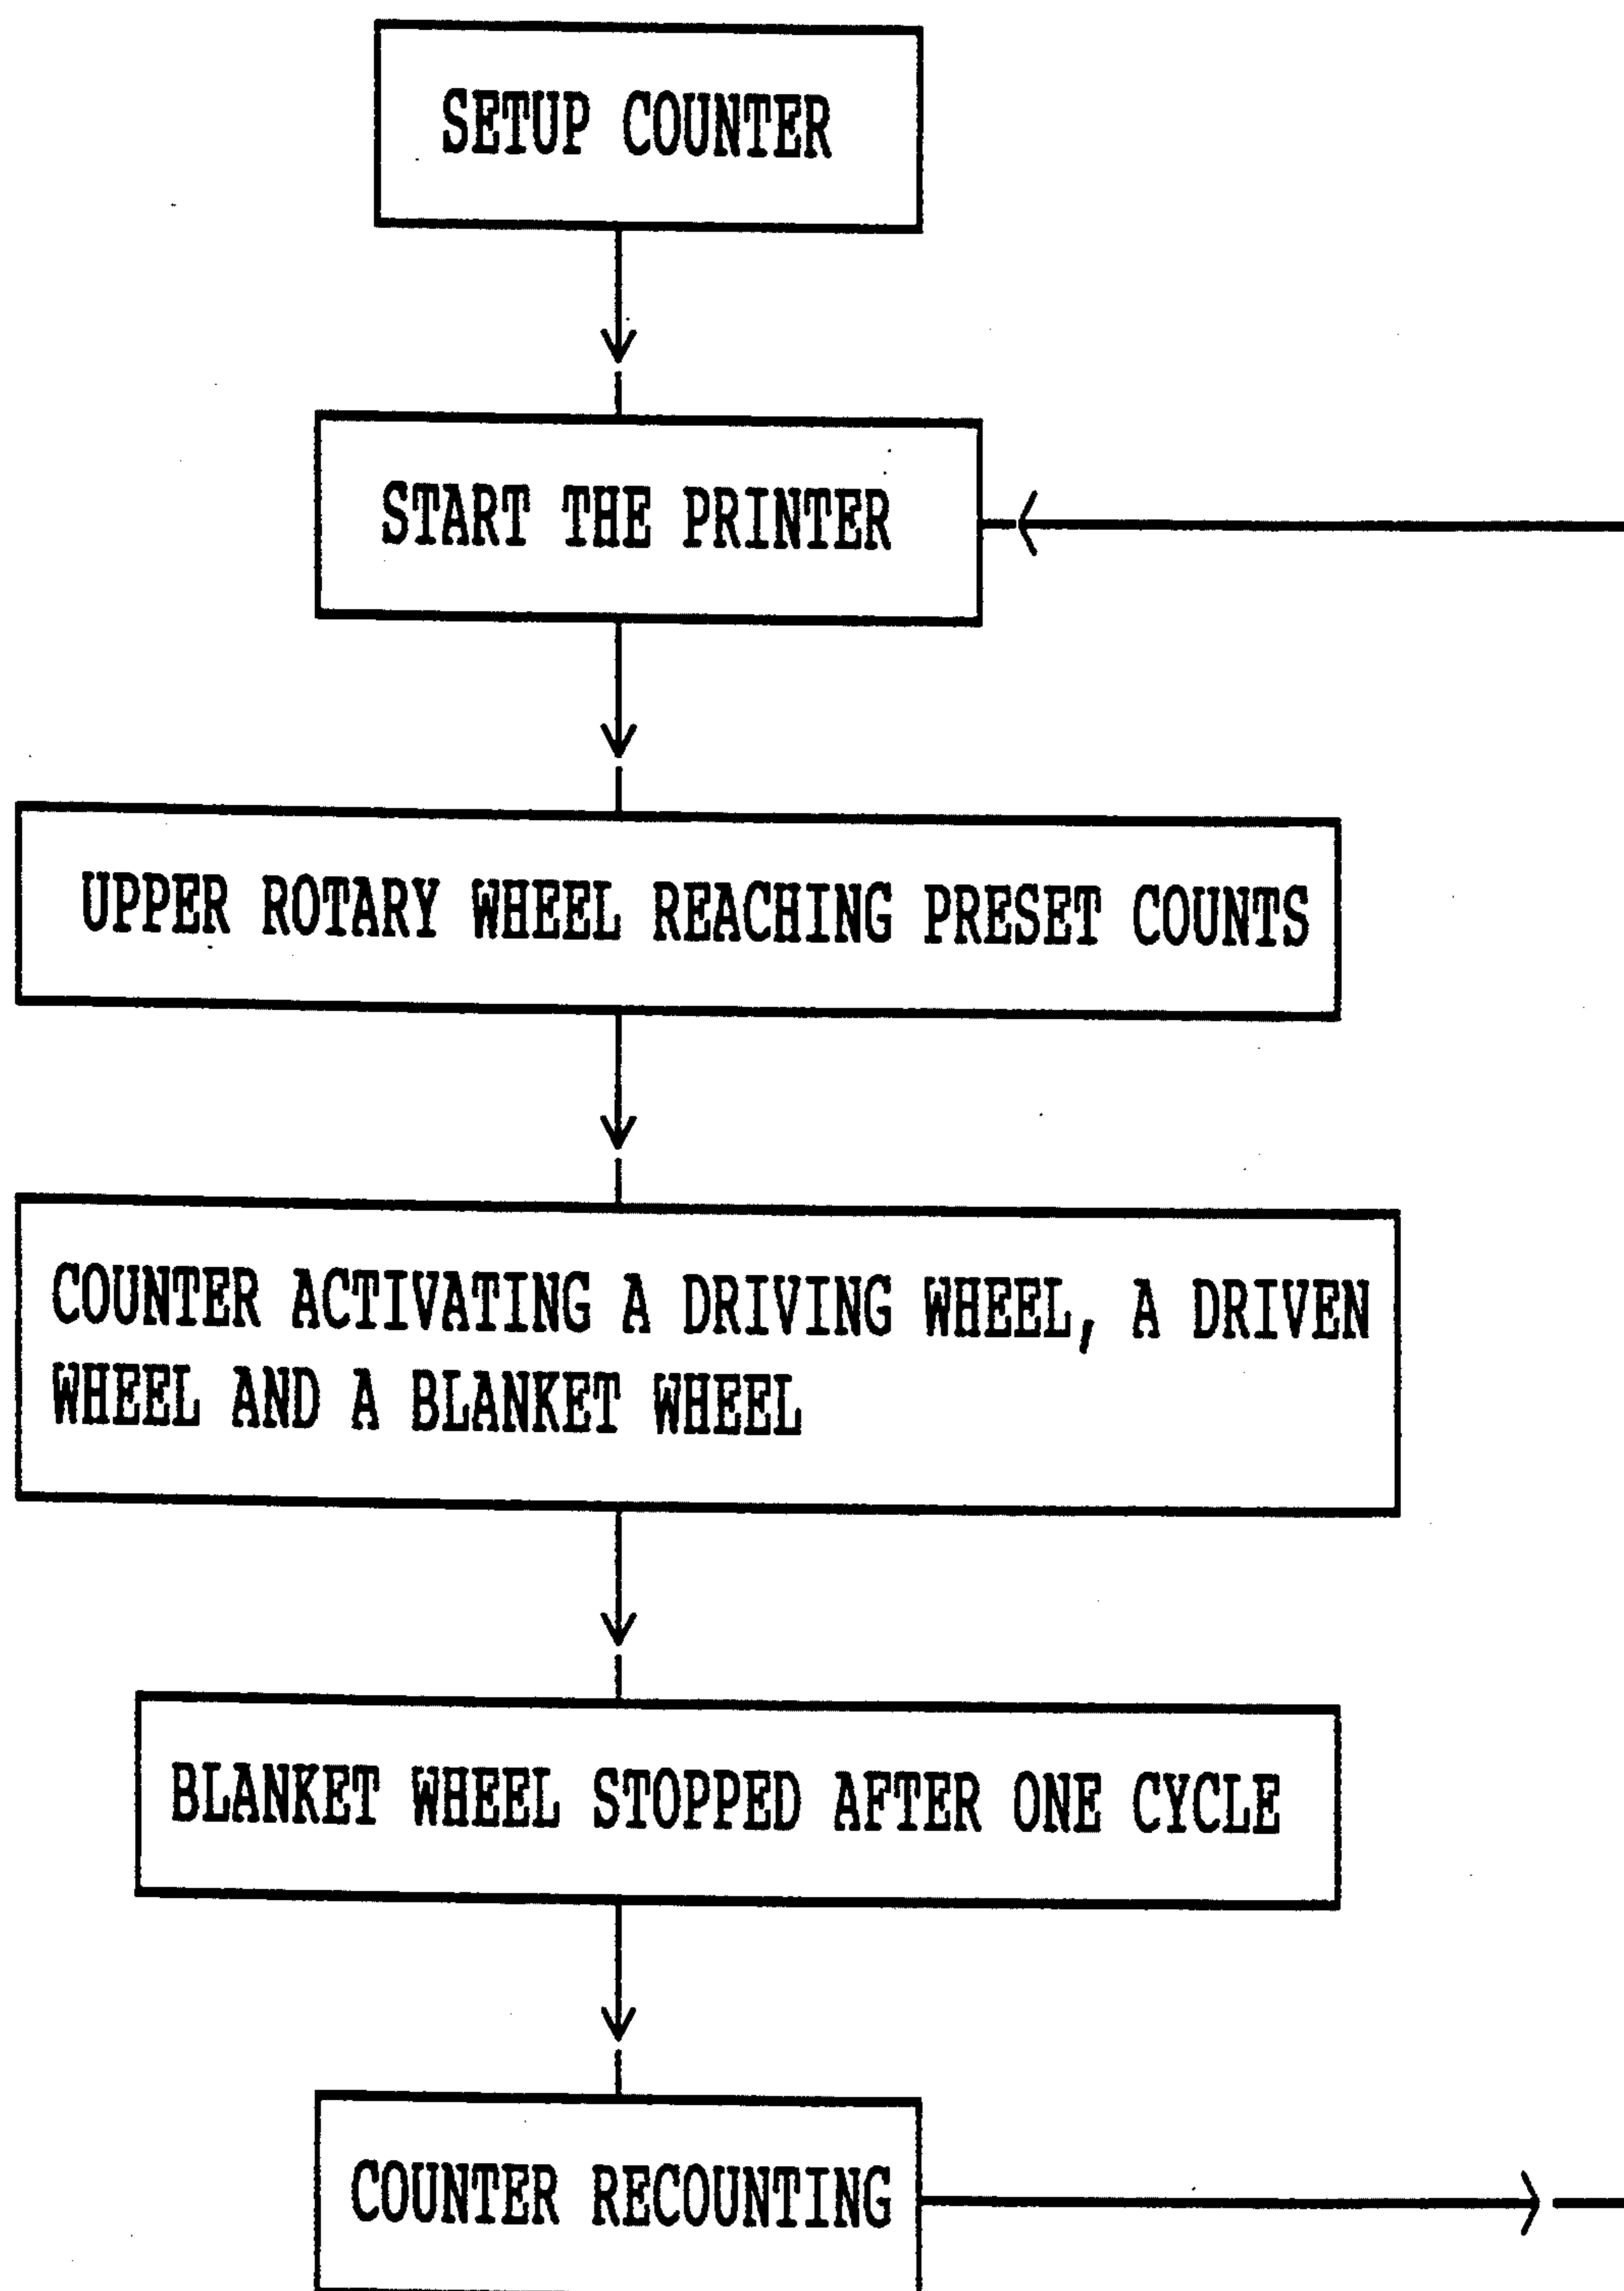 SETUP COUNTER
START THE PRINTER
UPPER ROTARY WHEEL REACHING PRESET COUNTS
COUNTER ACTIVATING A DRIVING WHEEL, A DRIVEN
WHEEL AND A BLANKET WHEEL
BLANKET WHEEL STOPPED AFTER ONE CYCLE
COUNTER RECOUNTING